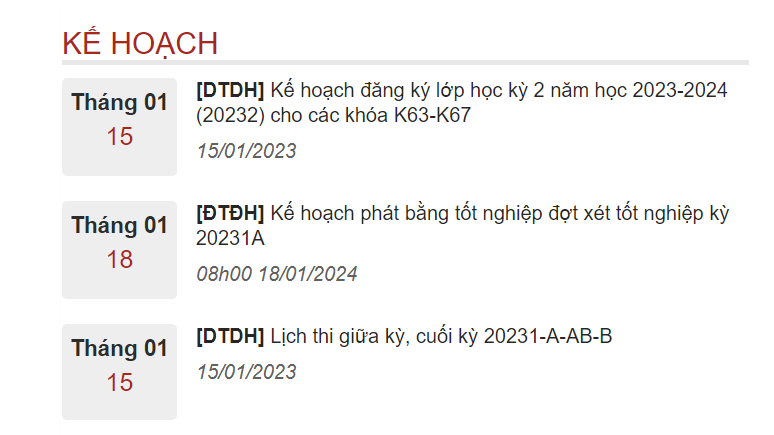 KẾ HOẠCH
Tháng 01
15
[DTDH] Kế hoạch đăng ký lớp học kỳ 2 năm học 2023-2024
(20232) cho các khóa K63-K67
15/01/2023
Tháng 01
18
[ĐTĐH] Kế hoạch phát bằng tốt nghiệp đợt xét tốt nghiệp kỳ
20231A
08h00 18/01/2024
Tháng 01
15
[DTDH] Lịch thi giữa kỳ, cuối kỳ 20231-A-AB-B
15/01/2023